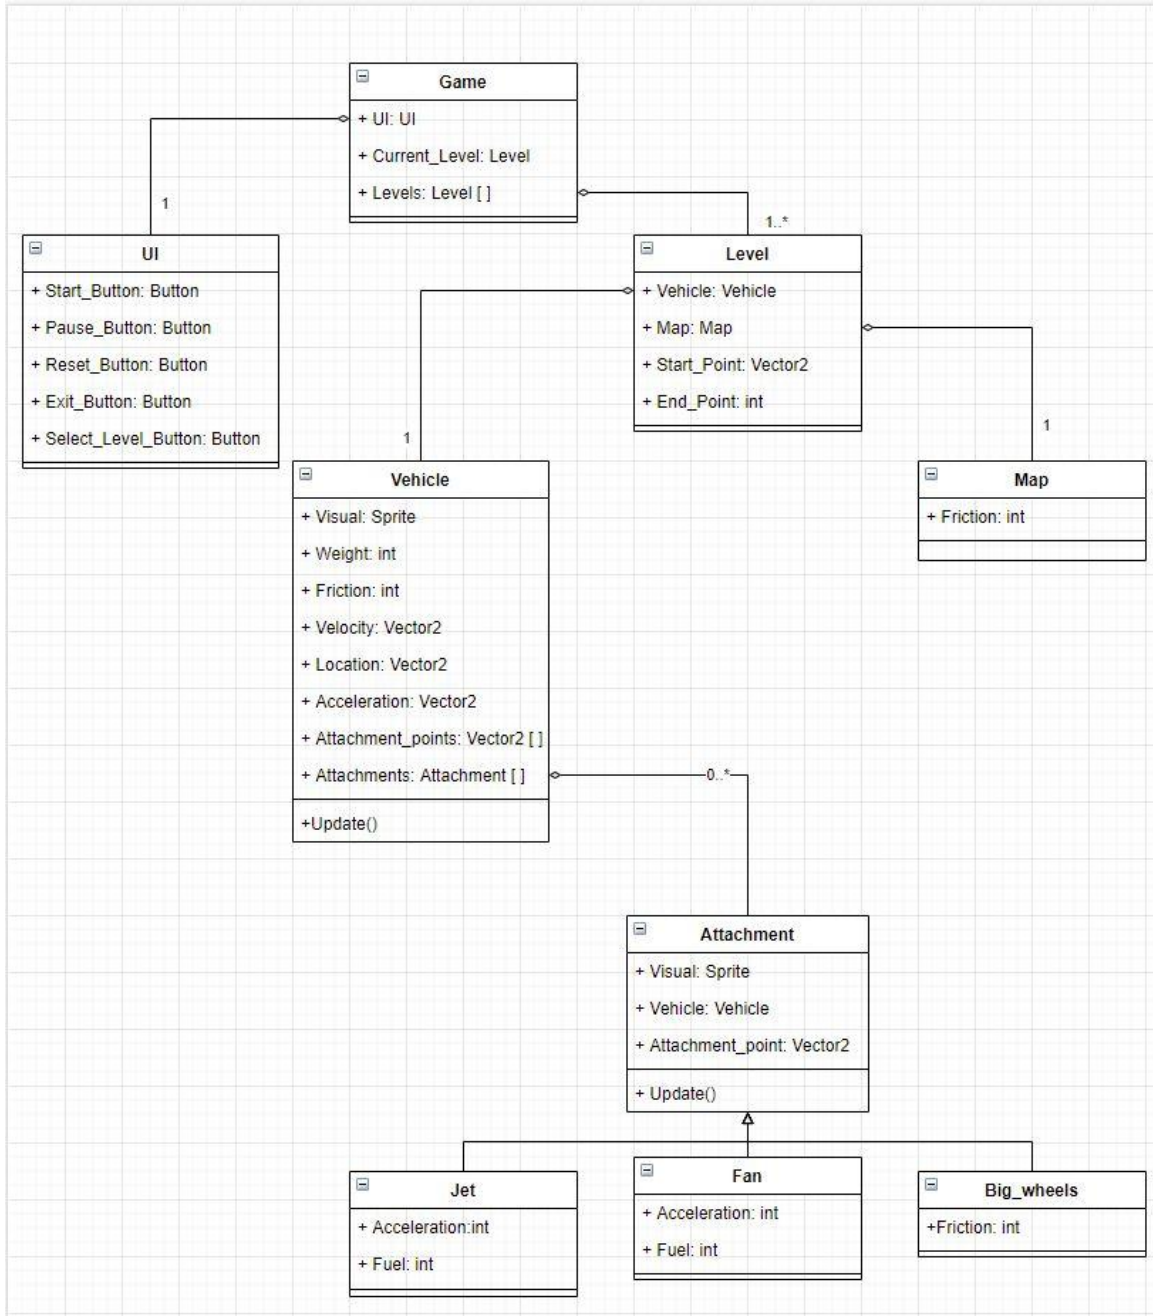 Game
+ UI: UI
+ Current_Level: Level
+ Levels: Level [ ]
1
1..*
UI
+ Start_Button: Button
+ Pause_Button: Button
+ Reset_Button: Button
+ Exit_Button: Button
+ Select_Level_Button: Button
Level
+ Vehicle: Vehicle
+ Map: Map
+ Start_Point: Vector2
+ End_Point: int
1
1
Vehicle
+ Visual: Sprite
+ Weight: int
+ Friction: int
+ Velocity: Vector2
+ Location: Vector2
+ Acceleration: Vector2
+ Attachment_points: Vector2 [ ]
+ Attachments: Attachment [ ]
+Update()
Map
+ Friction: int
0..*
Attachment
+ Visual: Sprite
+ Vehicle: Vehicle
+ Attachment_point: Vector2
+ Update()
Jet
+ Acceleration:int
+ Fuel: int
Fan
+ Acceleration: int
+ Fuel: int
Big_wheels
+Friction: int